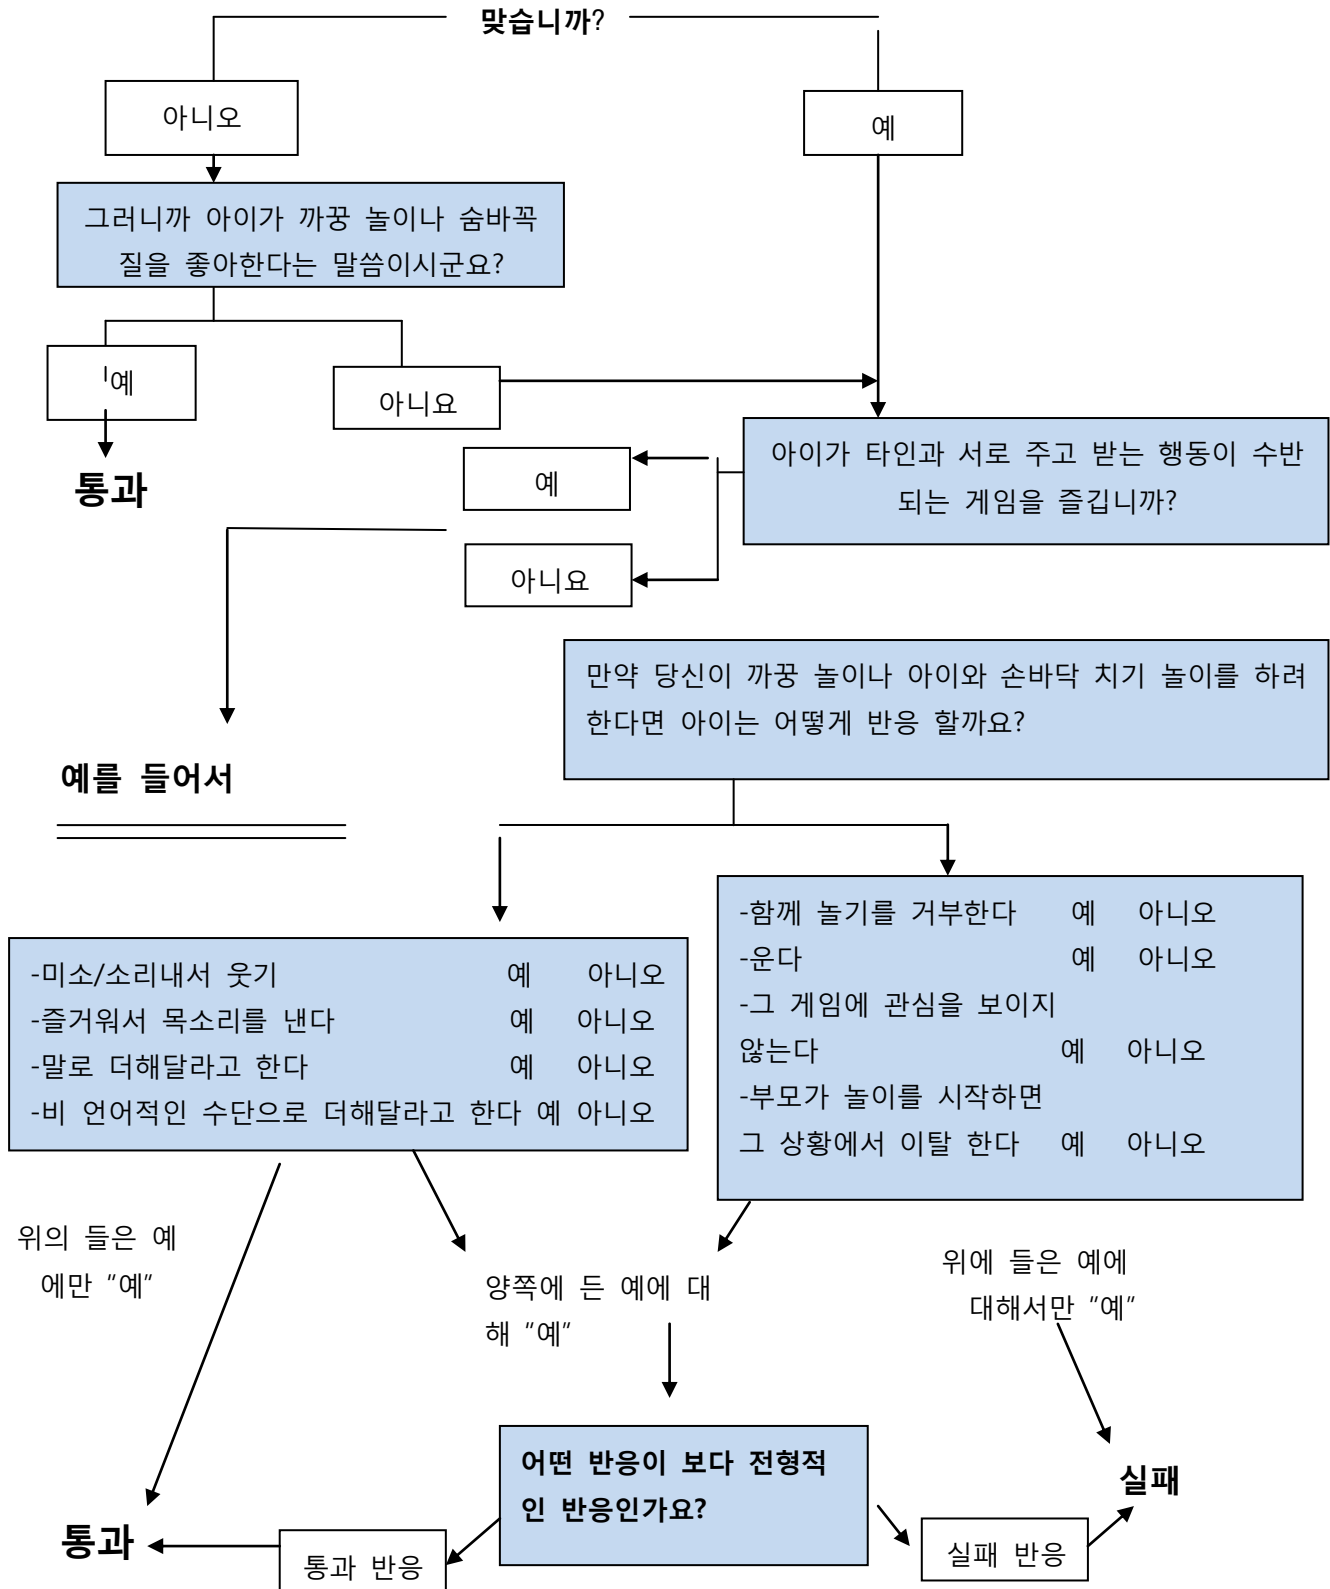 맞습니까?
아니오
예
그러니까 아이가 까꿍 놀이나 숨바꼭
질을 좋아한다는 말씀이시군요?
예
아니요
통과
아이가 타인과 서로 주고 받는 행동이 수반
되는 게임을 즐깁니까?
예
아니요
만약 당신이 까꿍 놀이나 아이와 손바닥 치기 놀이를 하려
한다면 아이는 어떻게 반응 할까요?
예를 들어서
-미소/소리내서 웃기 예 아니오
-즐거워서 목소리를 낸다 예 아니오
-말로 더해달라고 한다 예 아니오
-비 언어적인 수단으로 더해달라고 한다 예 아니오
-함께 놀기를 거부한다 예 아니오
-운다 예 아니오
-그 게임에 관심을 보이지
않는다 예 아니오
-부모가 놀이를 시작하면
그 상황에서 이탈 한다 예 아니오
위의 들은 예
에만 "예"
양쪽에 든 예에 대
해 "예"
위에 들은 예에
대해서만 "예"
어떤 반응이 보다 전형적
인 반응인가요?
통과
통과 반응
실패 반응
실패